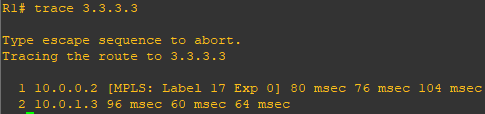 R1# trace 3.3.3.3
Type escape sequence to abort.
Tracing the route to 3.3.3.3
1 10.0.0.2 [MPLS: Label 17 Exp 0] 80 msec 76 msec 104 msec
2 10.0.1.3 96 msec 60 msec 64 msec